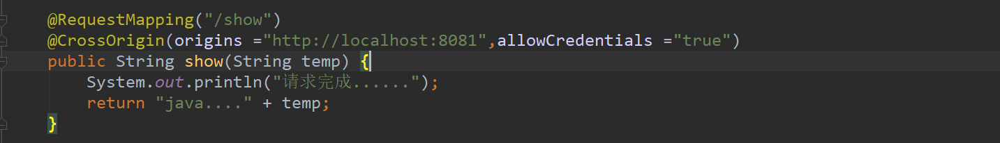 @RequestMapping("/show")
@CrossOrigin(origins ="http://localhost:8081",allowCredentials ="true")
public String show(String temp) {
System.out.println("请求完成......");
return "java...." + temp;
}